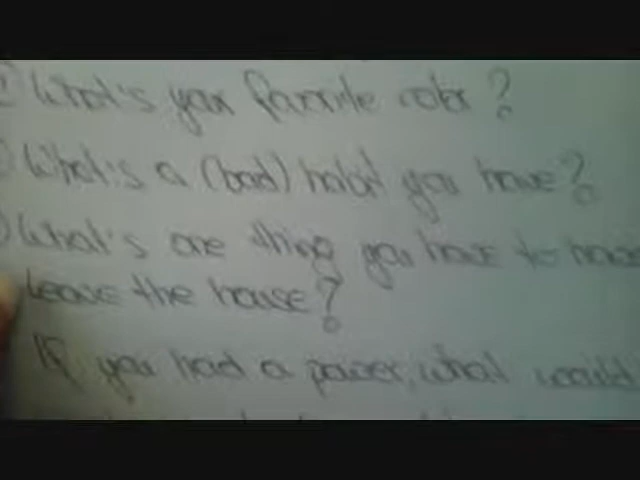 What's your favorite color?
What's a (bad) habit you have?
What's one thing you have to have
leave the house?
If you had a power, what would